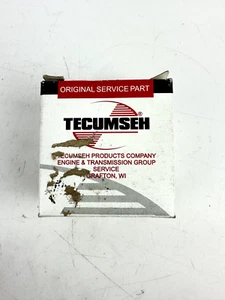 ORIGINAL SERVICE PART
TECUMSEH®
TECUMSEH PRODUCTS COMPANY
ENGINE & TRANSMISSION GROUP
SERVICE
GRAFTON, WI